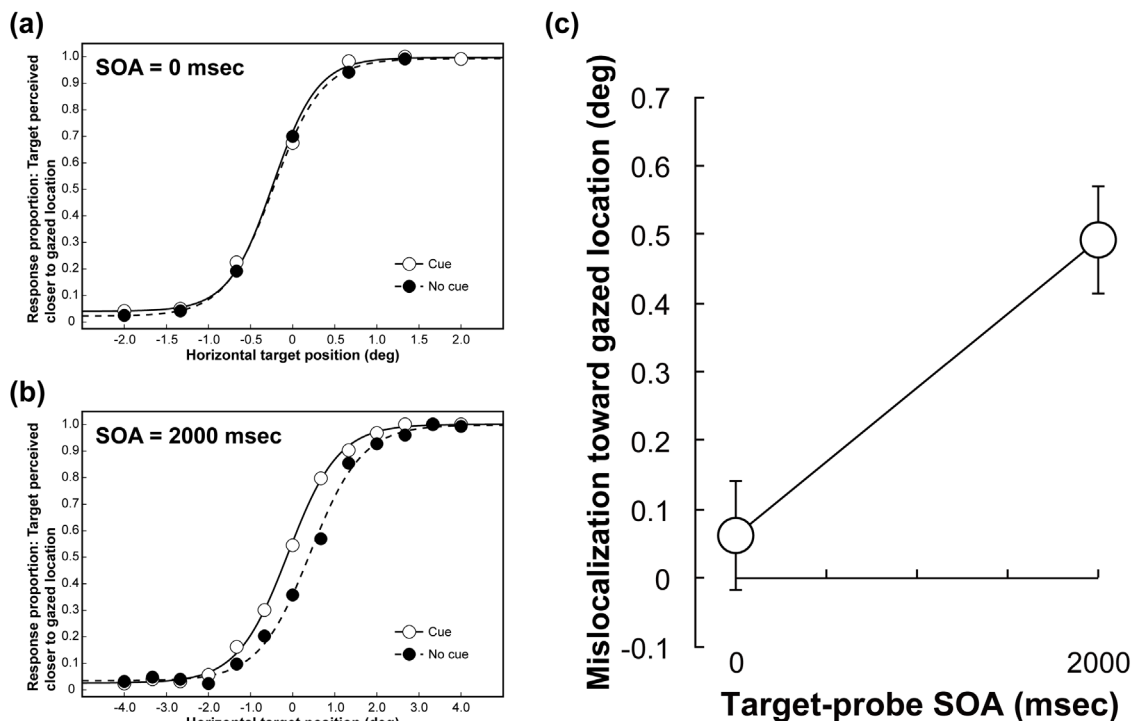 (a)
SOA = 0 msec
Response proportion: Target perceived
closer to gazed location
1.0
0.9
0.8
0.7
0.6
0.5
0.4
0.3
0.2
0.1
0
Cue
No cue
-2.0 -1.5 -1.0 -0.5 0 0.5 1.0 1.5 2.0
Horizontal target position (deg)
(b)
SOA = 2000 msec
Response proportion: Target perceived
closer to gazed location
1.0
0.9
0.8
0.7
0.6
0.5
0.4
0.3
0.2
0.1
0
Cue
No cue
-4.0 -3.0 -2.0 -1.0 0 1.0 2.0 3.0 4.0
Horizontal target position (deg)
(c)
Mislocalization toward gazed location (deg)
0.7
0.6
0.5
0.4
0.3
0.2
0.1
0
-0.1
0 2000
Target-probe SOA (msec)